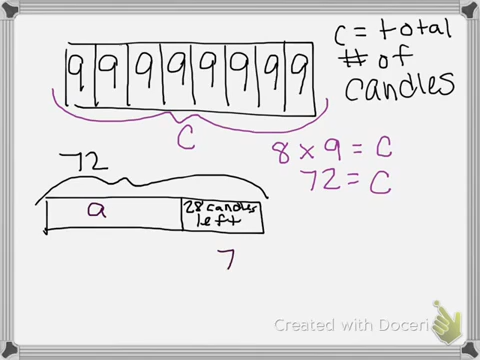 9 9 9 9 9 9 9 9
c = total
# of
candles
C
8 x 9 = C
72 = C
72
a
28 candles
left
7
Created with Doceri